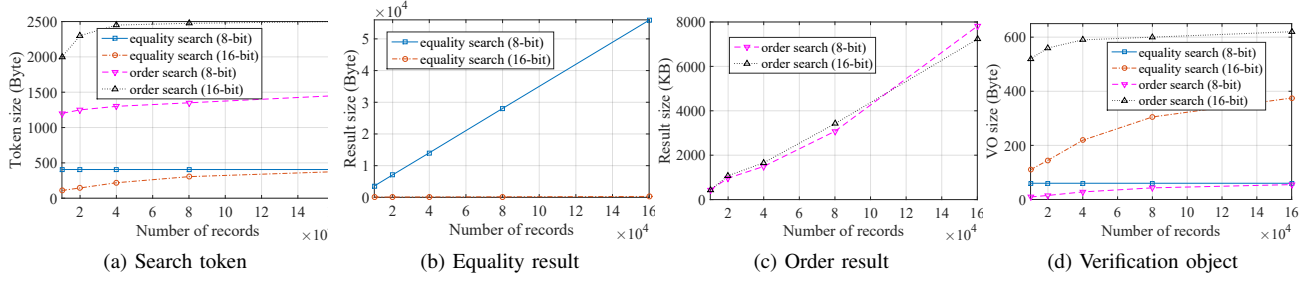 2500
2000
1500
1000
500
0
Token size (Byte)
equality search (8-bit)
equality search (16-bit)
order search (8-bit)
order search (16-bit)
2 4 6 8 10 12 14
Number of records
×10
(a) Search token
×10^4
5
4
3
2
1
0
Result size (Byte)
equality search (8-bit)
equality search (16-bit)
2 4 6 8 10 12 14 16
Number of records
×10^4
(b) Equality result
8000
6000
4000
2000
0
Result size (KB)
order search (8-bit)
order search (16-bit)
2 4 6 8 10 12 14 16
Number of records
×10^4
(c) Order result
600
400
200
0
VO size (Byte)
equality search (8-bit)
equality search (16-bit)
order search (8-bit)
order search (16-bit)
2 4 6 8 10 12 14 16
Number of records
×10^4
(d) Verification object